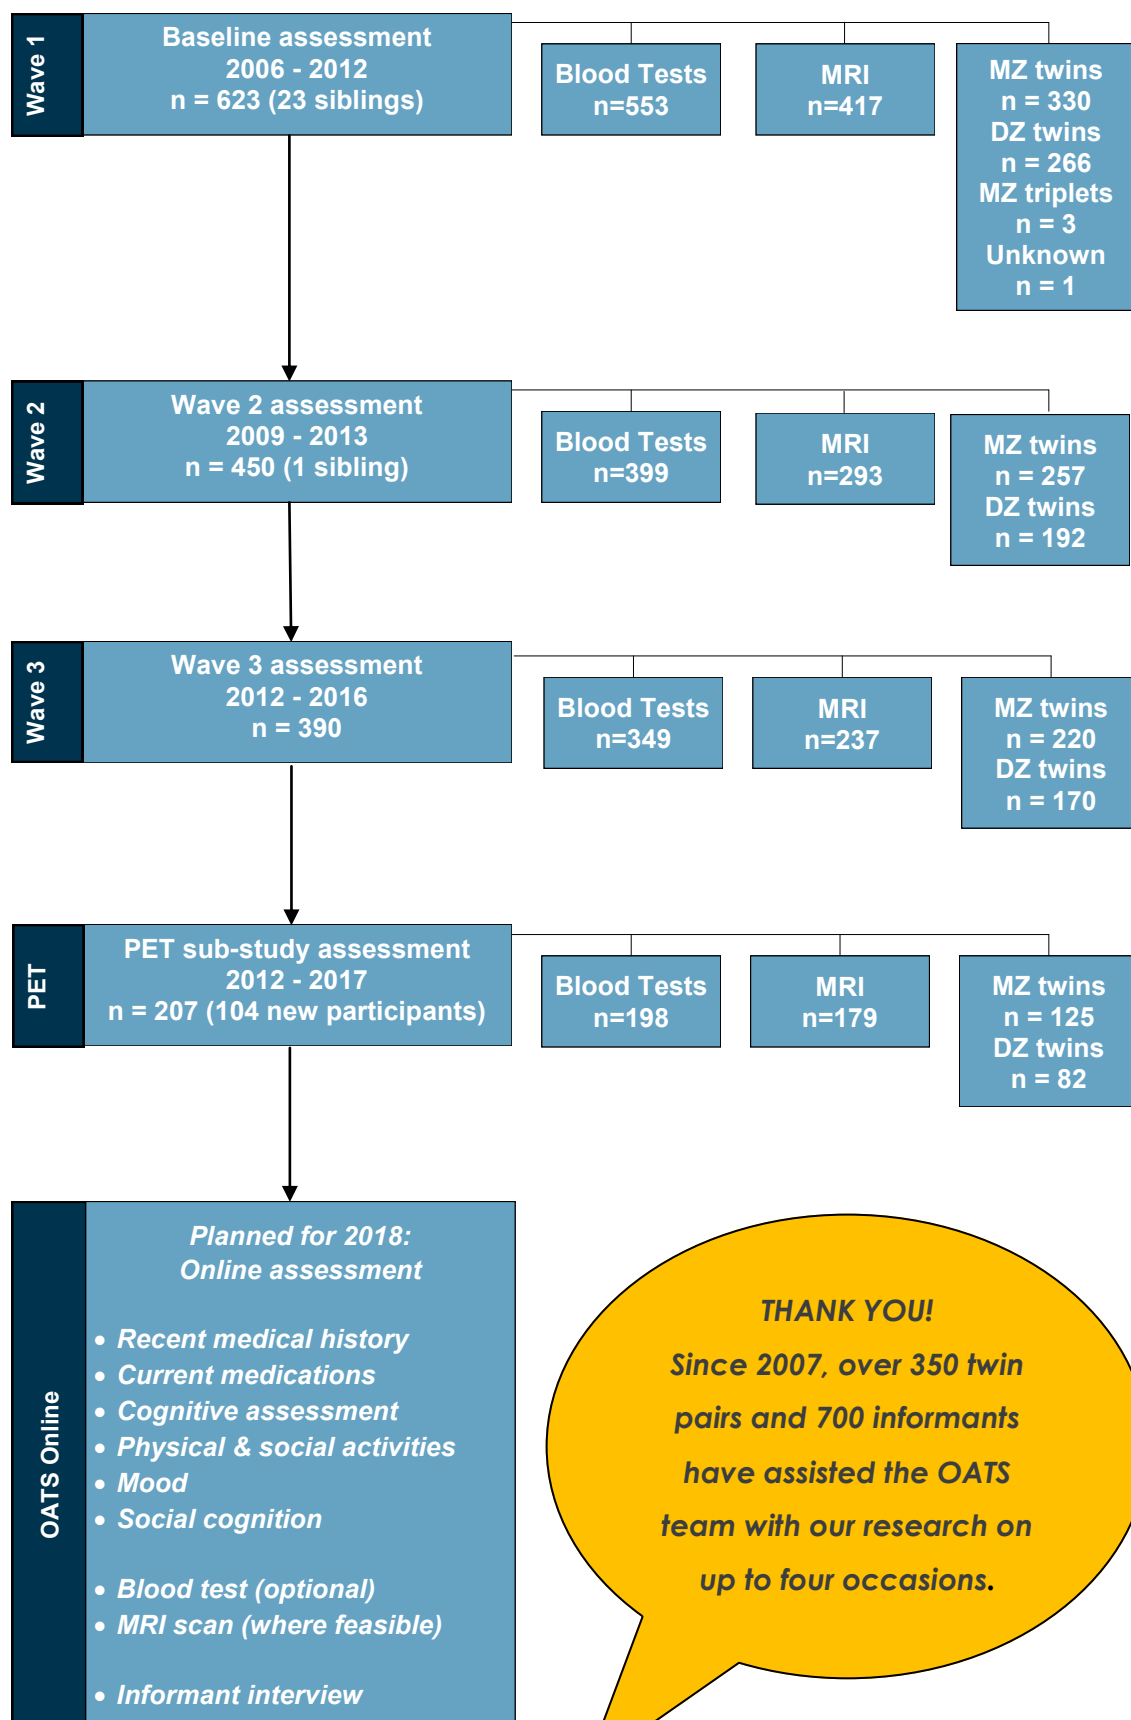 Wave 1
Baseline assessment
2006 - 2012
n = 623 (23 siblings)
Blood Tests
n=553
MRI
n=417
MZ twins
n = 330
DZ twins
n = 266
MZ triplets
n = 3
Unknown
n = 1
Wave 2
Wave 2 assessment
2009 - 2013
n = 450 (1 sibling)
Blood Tests
n=399
MRI
n=293
MZ twins
n = 257
DZ twins
n = 192
Wave 3
Wave 3 assessment
2012 - 2016
n = 390
Blood Tests
n=349
MRI
n=237
MZ twins
n = 220
DZ twins
n = 170
PET
PET sub-study assessment
2012 - 2017
n = 207 (104 new participants)
Blood Tests
n=198
MRI
n=179
MZ twins
n = 125
DZ twins
n = 82
OATS Online
Planned for 2018:
Online assessment
• Recent medical history
• Current medications
• Cognitive assessment
• Physical & social activities
• Mood
• Social cognition
• Blood test (optional)
• MRI scan (where feasible)
• Informant interview
THANK YOU!
Since 2007, over 350 twin
pairs and 700 informants
have assisted the OATS
team with our research on
up to four occasions.